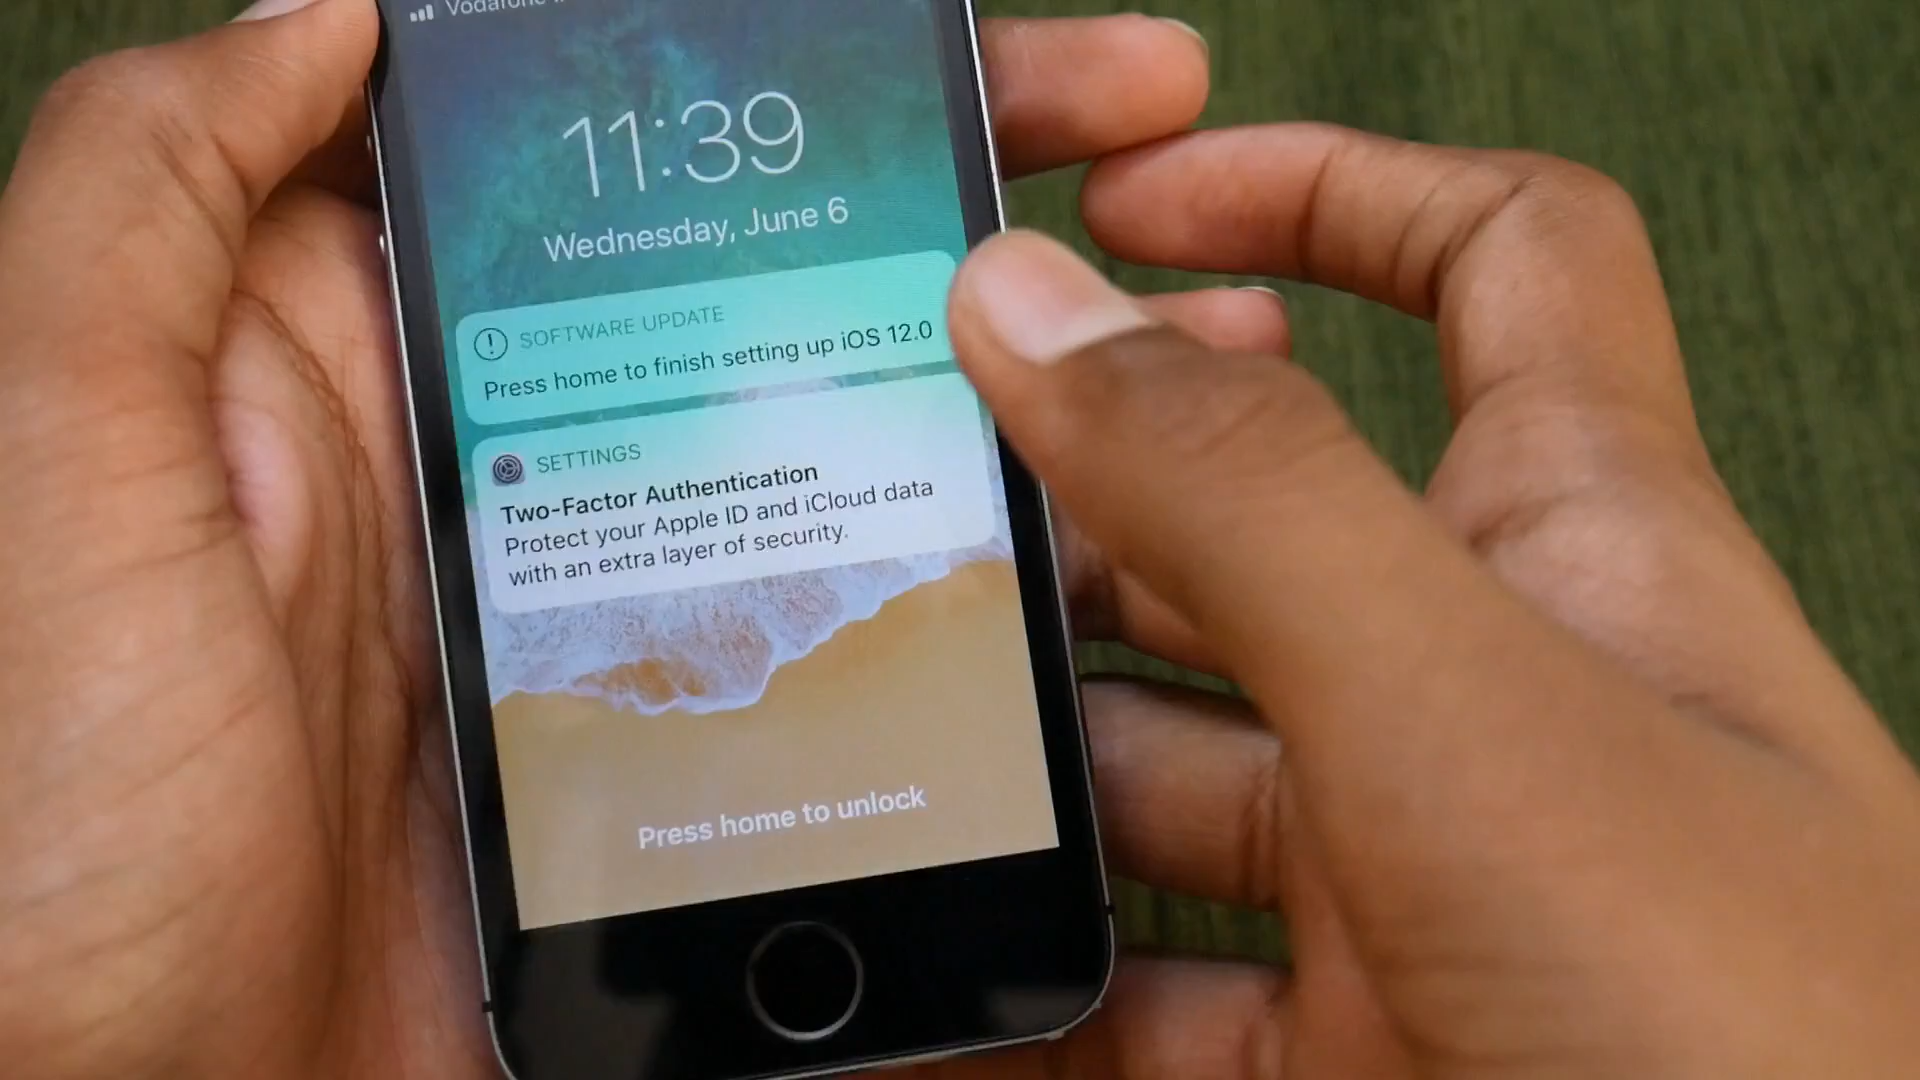 Vodafone
11:39
Wednesday, June 6
SOFTWARE UPDATE
Press home to finish setting up iOS 12.0
SETTINGS
Two-Factor Authentication
Protect your Apple ID and iCloud data
with an extra layer of security.
Press home to unlock